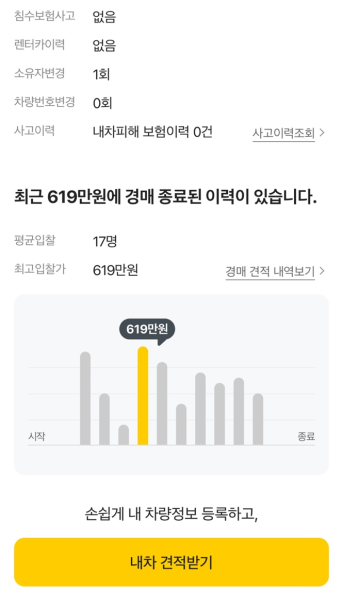 침수보험사고 없음
렌터카이력 없음
소유자변경 1회
차량번호변경 0회
사고이력 내차피해 보험이력 0건 사고이력조회 >
최근 619만원에 경매 종료된 이력이 있습니다.
평균입찰 17명
최고입찰가 619만원 경매 견적 내역보기 >
619만원
시작 종료
손쉽게 내 차량정보 등록하고,
내차 견적받기